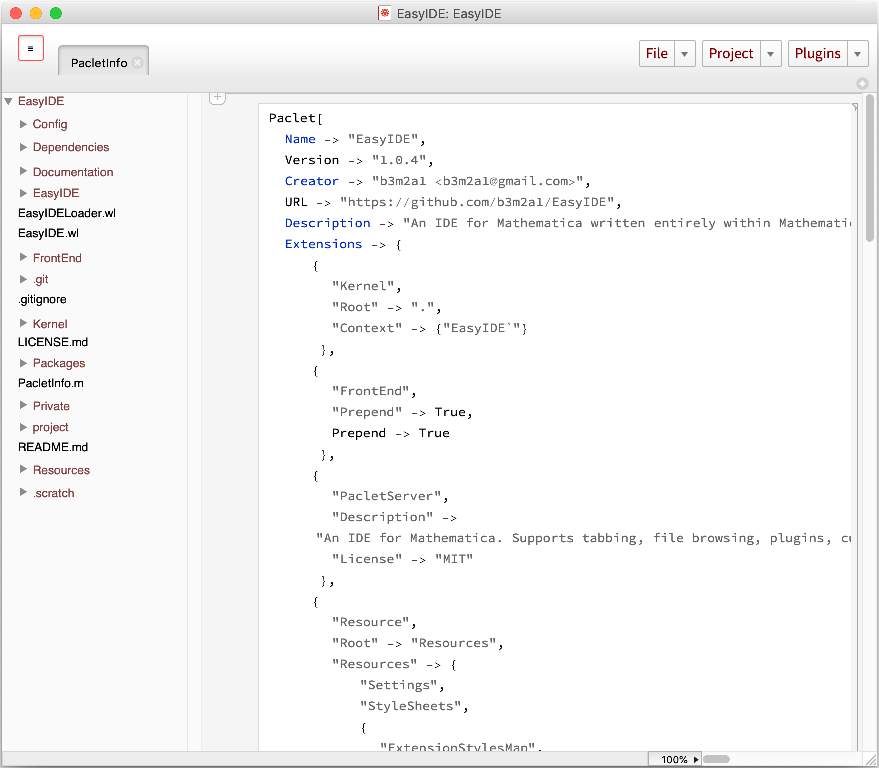 EasyIDE: EasyIDE
PacletInfo
File
Project
Plugins
EasyIDE
Config
Dependencies
Documentation
EasyIDE
EasyIDELoader.wl
EasyIDE.wl
FrontEnd
.git
.gitignore
Kernel
LICENSE.md
Packages
PacletInfo.m
Private
project
README.md
Resources
.scratch
Paclet[
Name -> "EasyIDE",
Version -> "1.0.4",
Creator -> "b3m2a1 <b3m2a1@gmail.com>",
URL -> "https://github.com/b3m2a1/EasyIDE",
Description -> "An IDE for Mathematica written entirely within Mathematic
Extensions -> {
{
"Kernel",
"Root" -> ".",
"Context" -> {"EasyIDE`"}
},
{
"FrontEnd",
"Prepend" -> True,
Prepend -> True
},
{
"PacletServer",
"Description" ->
"An IDE for Mathematica. Supports tabbing, file browsing, plugins, cu
"License" -> "MIT"
},
{
"Resource",
"Root" -> "Resources",
"Resources" -> {
"Settings",
"StyleSheets",
{
"ExtensionStylesMap",
100%